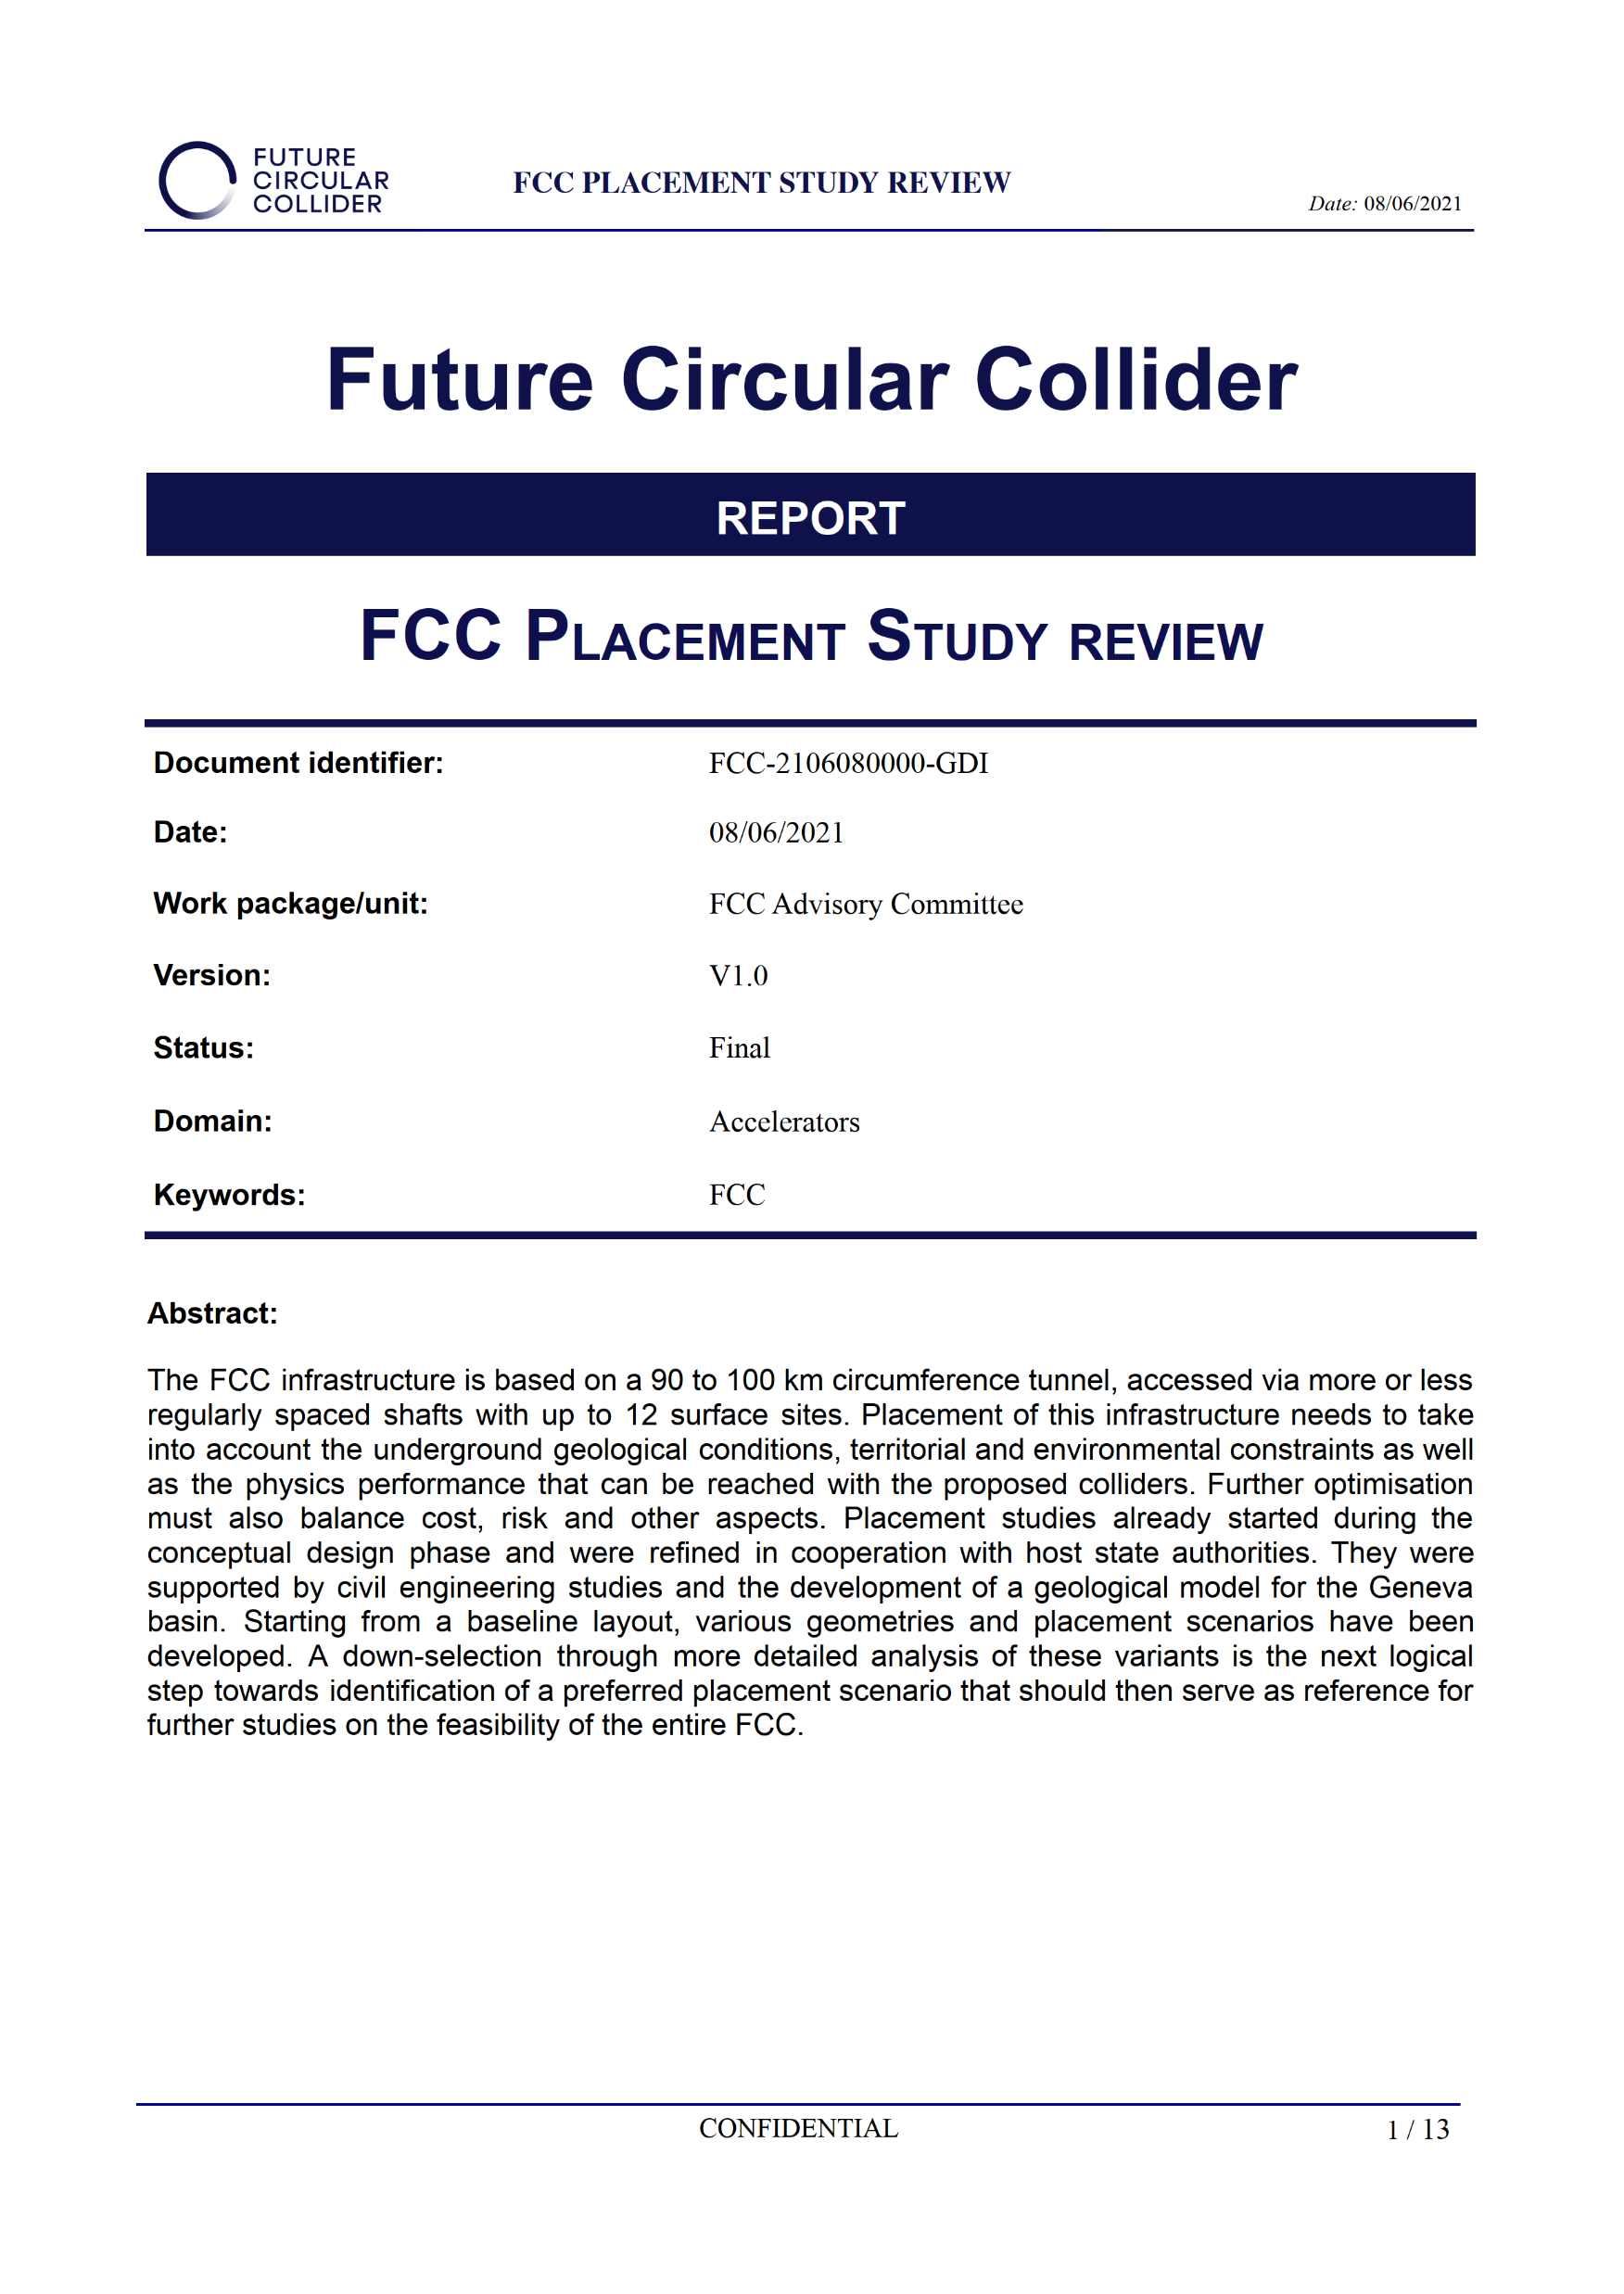 FUTURE
CIRCULAR
COLLIDER
FCC PLACEMENT STUDY REVIEW
Date: 08/06/2021
Future Circular Collider
REPORT
FCC PLACEMENT STUDY REVIEW
Document identifier: FCC-2106080000-GDI
Date: 08/06/2021
Work package/unit: FCC Advisory Committee
Version: V1.0
Status: Final
Domain: Accelerators
Keywords: FCC
Abstract:
The FCC infrastructure is based on a 90 to 100 km circumference tunnel, accessed via more or less
regularly spaced shafts with up to 12 surface sites. Placement of this infrastructure needs to take
into account the underground geological conditions, territorial and environmental constraints as well
as the physics performance that can be reached with the proposed colliders. Further optimisation
must also balance cost, risk and other aspects. Placement studies already started during the
conceptual design phase and were refined in cooperation with host state authorities. They were
supported by civil engineering studies and the development of a geological model for the Geneva
basin. Starting from a baseline layout, various geometries and placement scenarios have been
developed. A down-selection through more detailed analysis of these variants is the next logical
step towards identification of a preferred placement scenario that should then serve as reference for
further studies on the feasibility of the entire FCC.
CONFIDENTIAL
1 / 13